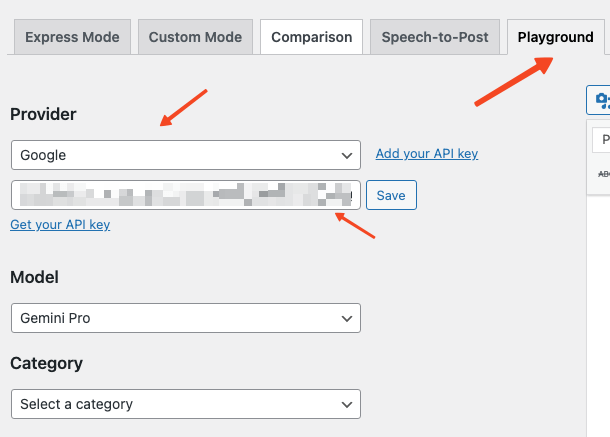 Express Mode
Custom Mode
Comparison
Speech-to-Post
Playground
Provider
Google
Add your API key
Save
Get your API key
P
ABC
Model
Gemini Pro
Category
Select a category